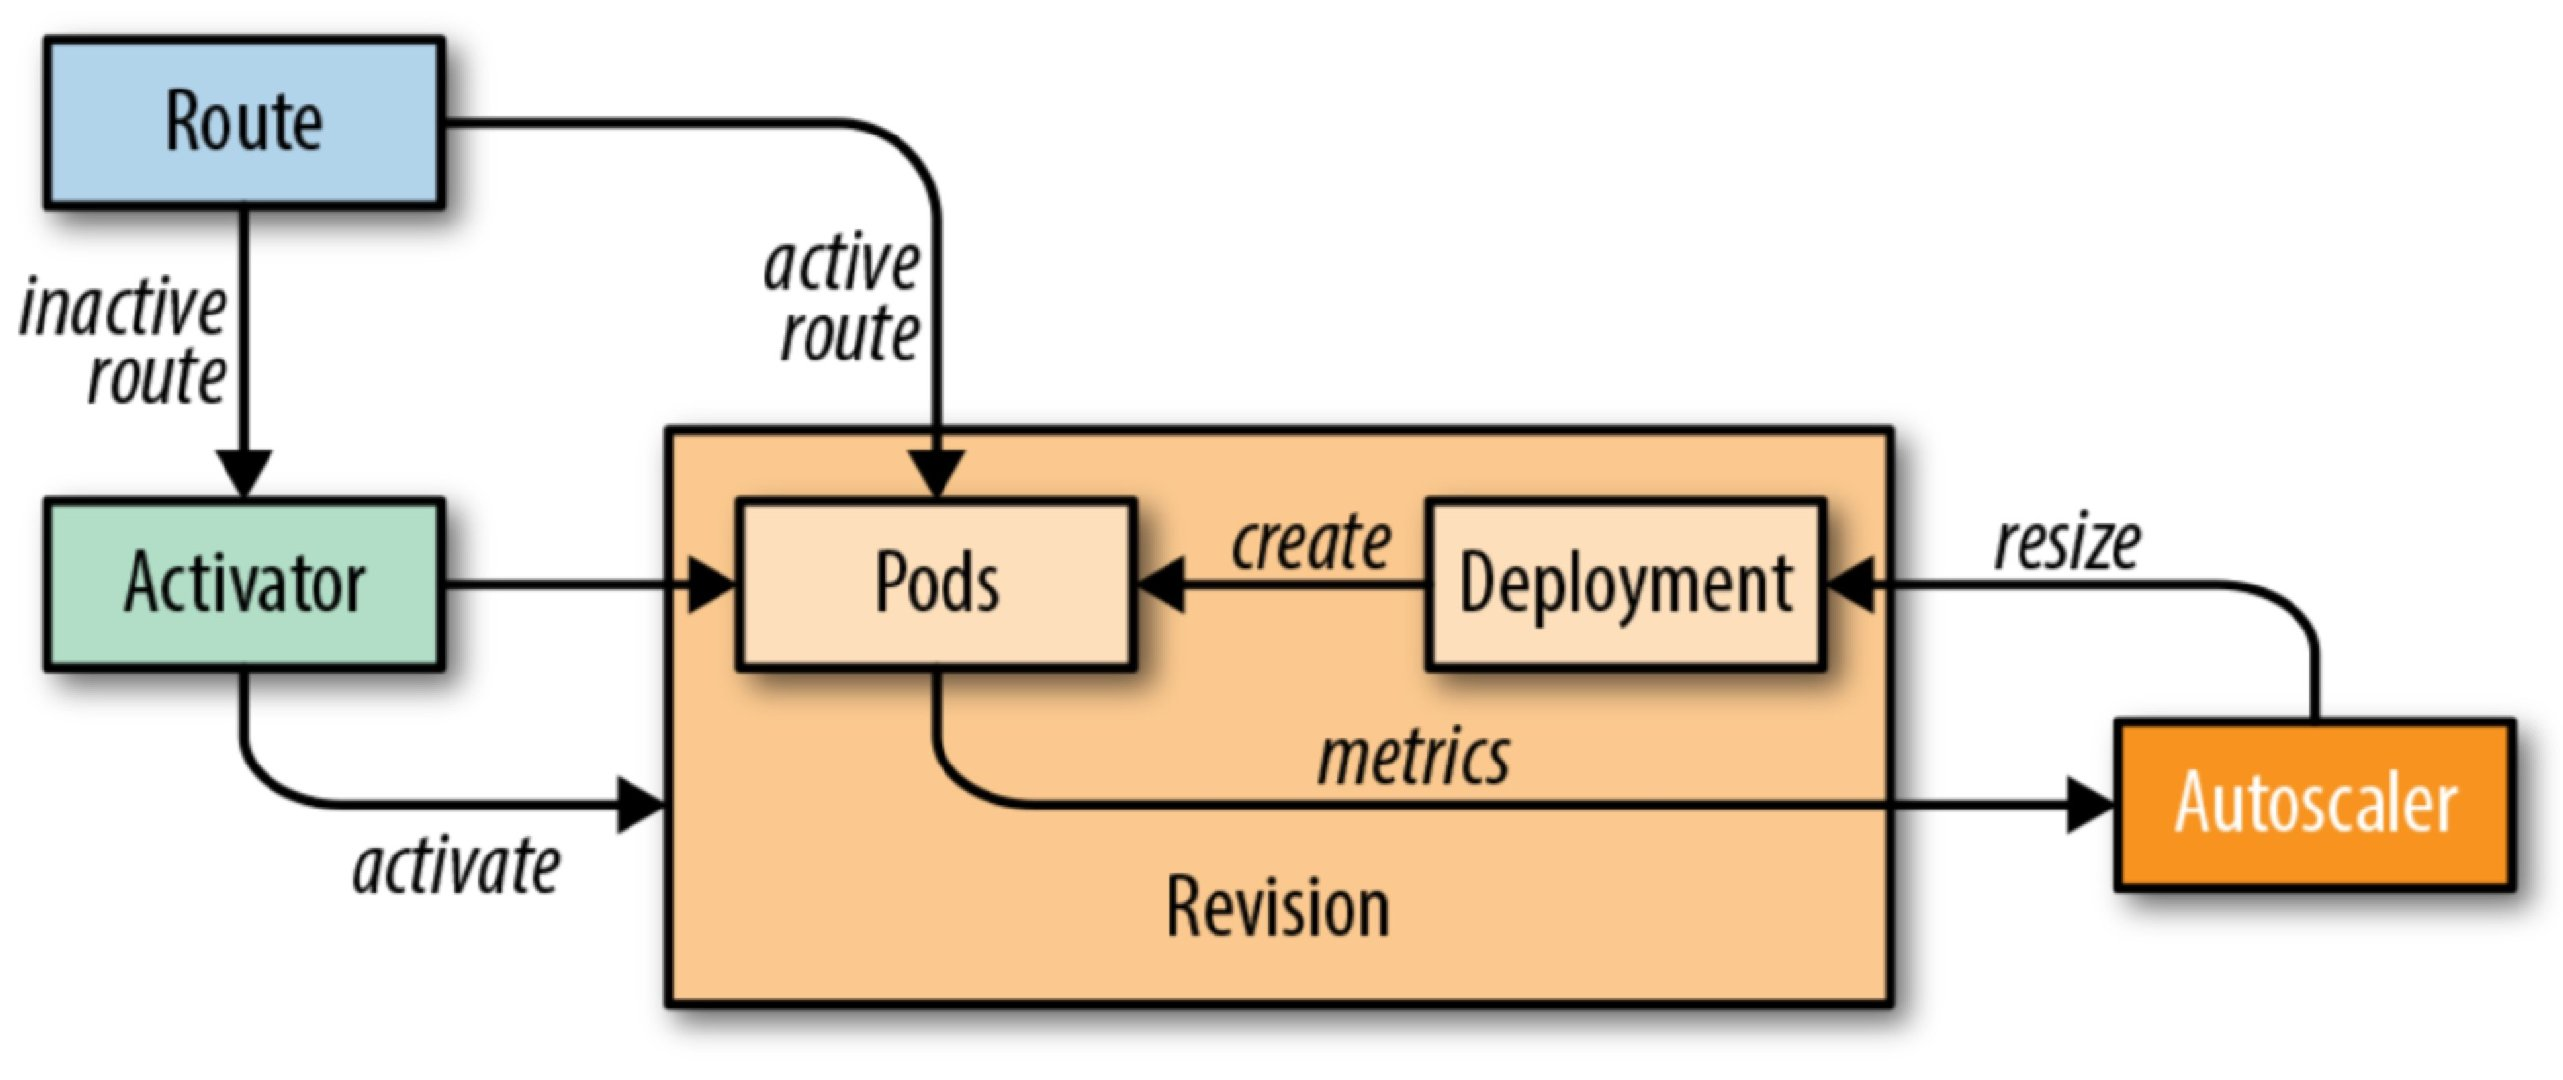 Route
inactive
route
active
route
Activator
Pods
create
Deployment
resize
activate
metrics
Revision
Autoscaler